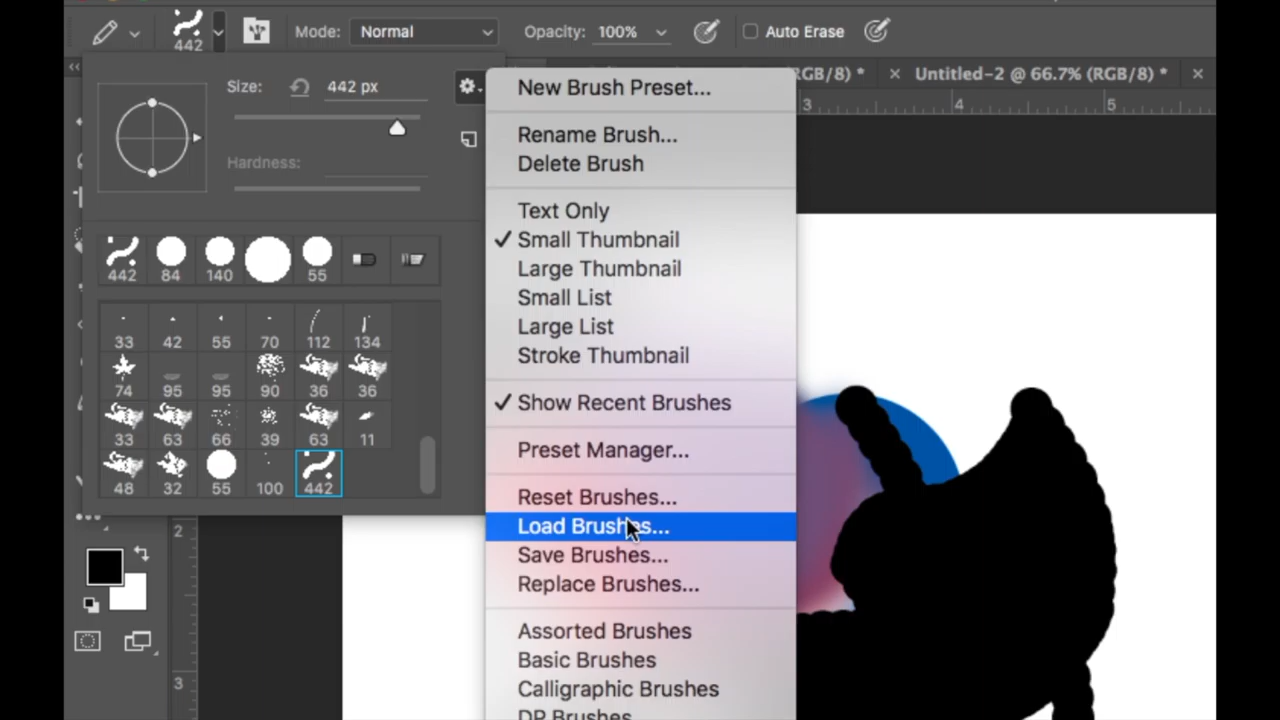 442
Mode: Normal
Opacity: 100%
Auto Erase
RGB/8) *
Untitled-2 @ 66.7% (RGB/8) *
Size: 442 px
Hardness:
3 4 5
442 84 140 55
33 42 55 70 112 134
74 95 95 90 36 36
33 63 66 39 63 11
48 32 55 100 442
2
3
New Brush Preset...
Rename Brush...
Delete Brush
Text Only
Small Thumbnail
Large Thumbnail
Small List
Large List
Stroke Thumbnail
Show Recent Brushes
Preset Manager...
Reset Brushes...
Load Brushes...
Save Brushes...
Replace Brushes...
Assorted Brushes
Basic Brushes
Calligraphic Brushes
DP Brushes